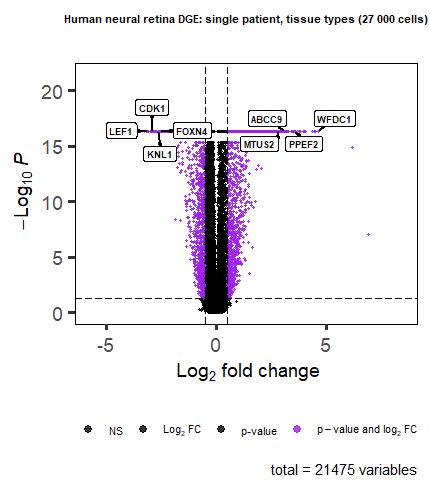 Human neural retina DGE: single patient, tissue types (27 000 cells)
20
15
10
5
0
−Log₁₀ P
CDK1
LEF1
FOXN4
KNL1
ABCC9
WFDC1
MTUS2
PPEF2
-5 0 5
Log₂ fold change
NS Log₂ FC p-value p − value and log₂ FC
total = 21475 variables